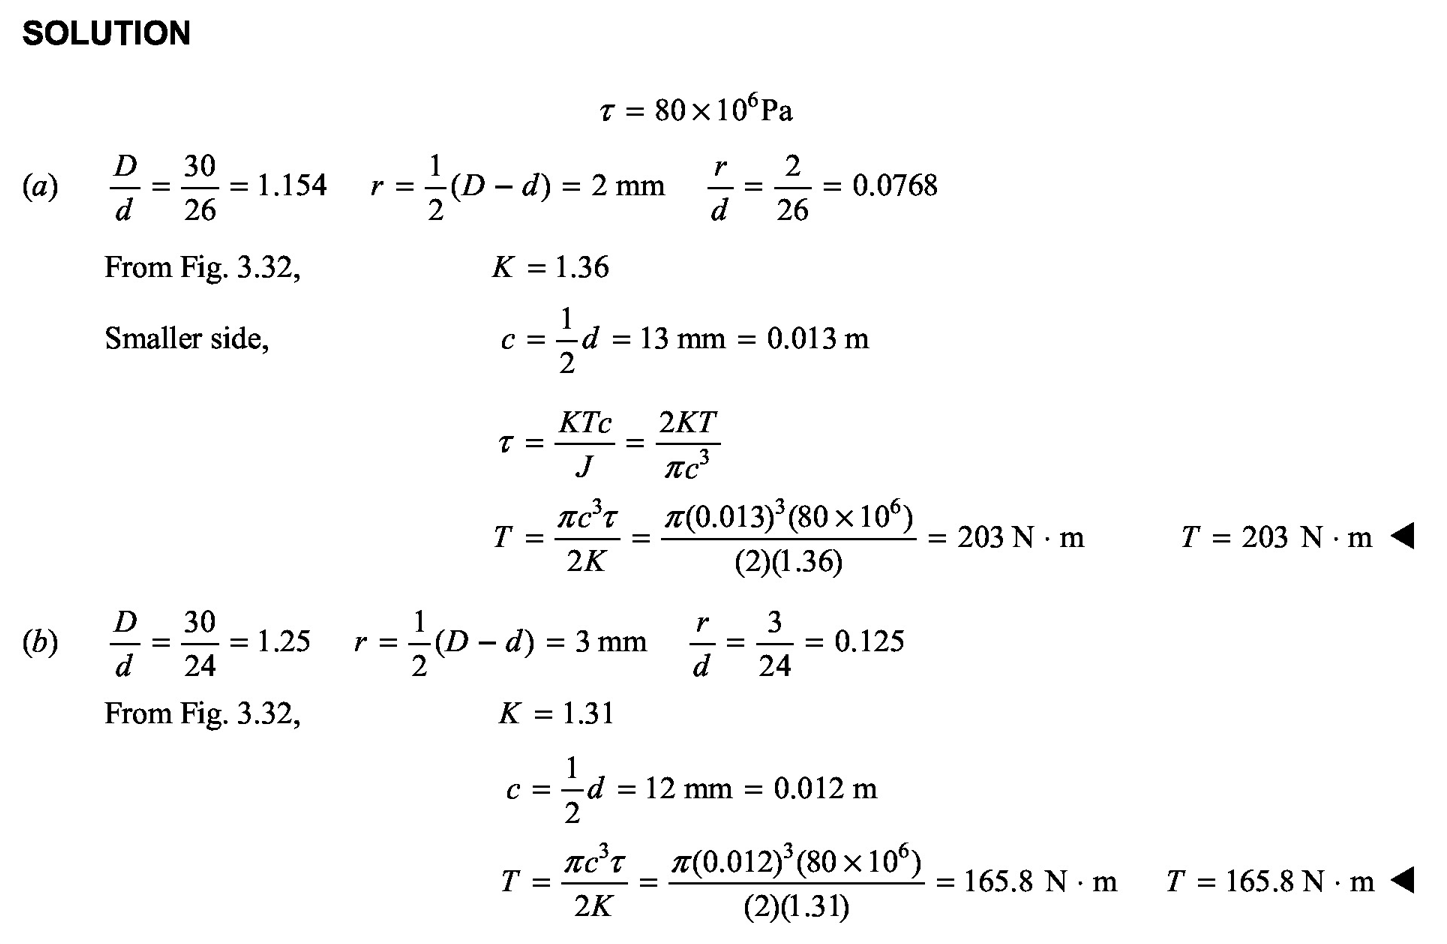 SOLUTION
τ = 80×10⁶ Pa
(a) D/d = 30/26 = 1.154 r = 1/2(D − d) = 2 mm r/d = 2/26 = 0.0768
From Fig. 3.32, K = 1.36
Smaller side, c = 1/2 d = 13 mm = 0.013 m
τ = KTc/J = 2KT/πc³
T = πc³τ/2K = π(0.013)³(80×10⁶)/(2)(1.36) = 203 N · m T = 203 N · m ◀
(b) D/d = 30/24 = 1.25 r = 1/2(D − d) = 3 mm r/d = 3/24 = 0.125
From Fig. 3.32, K = 1.31
c = 1/2 d = 12 mm = 0.012 m
T = πc³τ/2K = π(0.012)³(80×10⁶)/(2)(1.31) = 165.8 N · m T = 165.8 N · m ◀